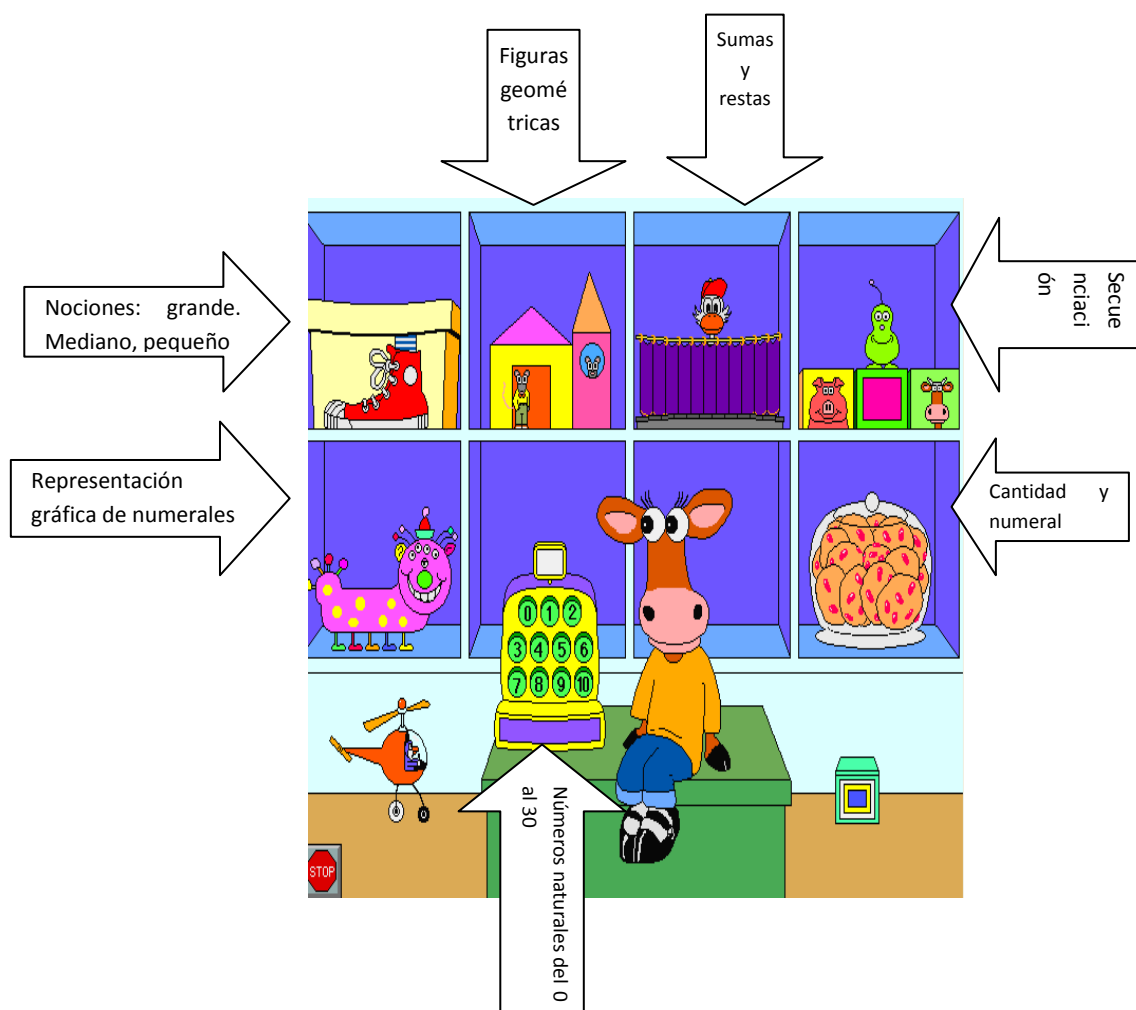 Figuras
geomé
tricas
Sumas
y
restas
Nociones: grande.
Mediano, pequeño
Secue
nciaci
ón
Representación
gráfica de numerales
Cantidad y
numeral
0 1 2
3 4 5 6
7 8 9 10
STOP
Números naturales del 0
al 30